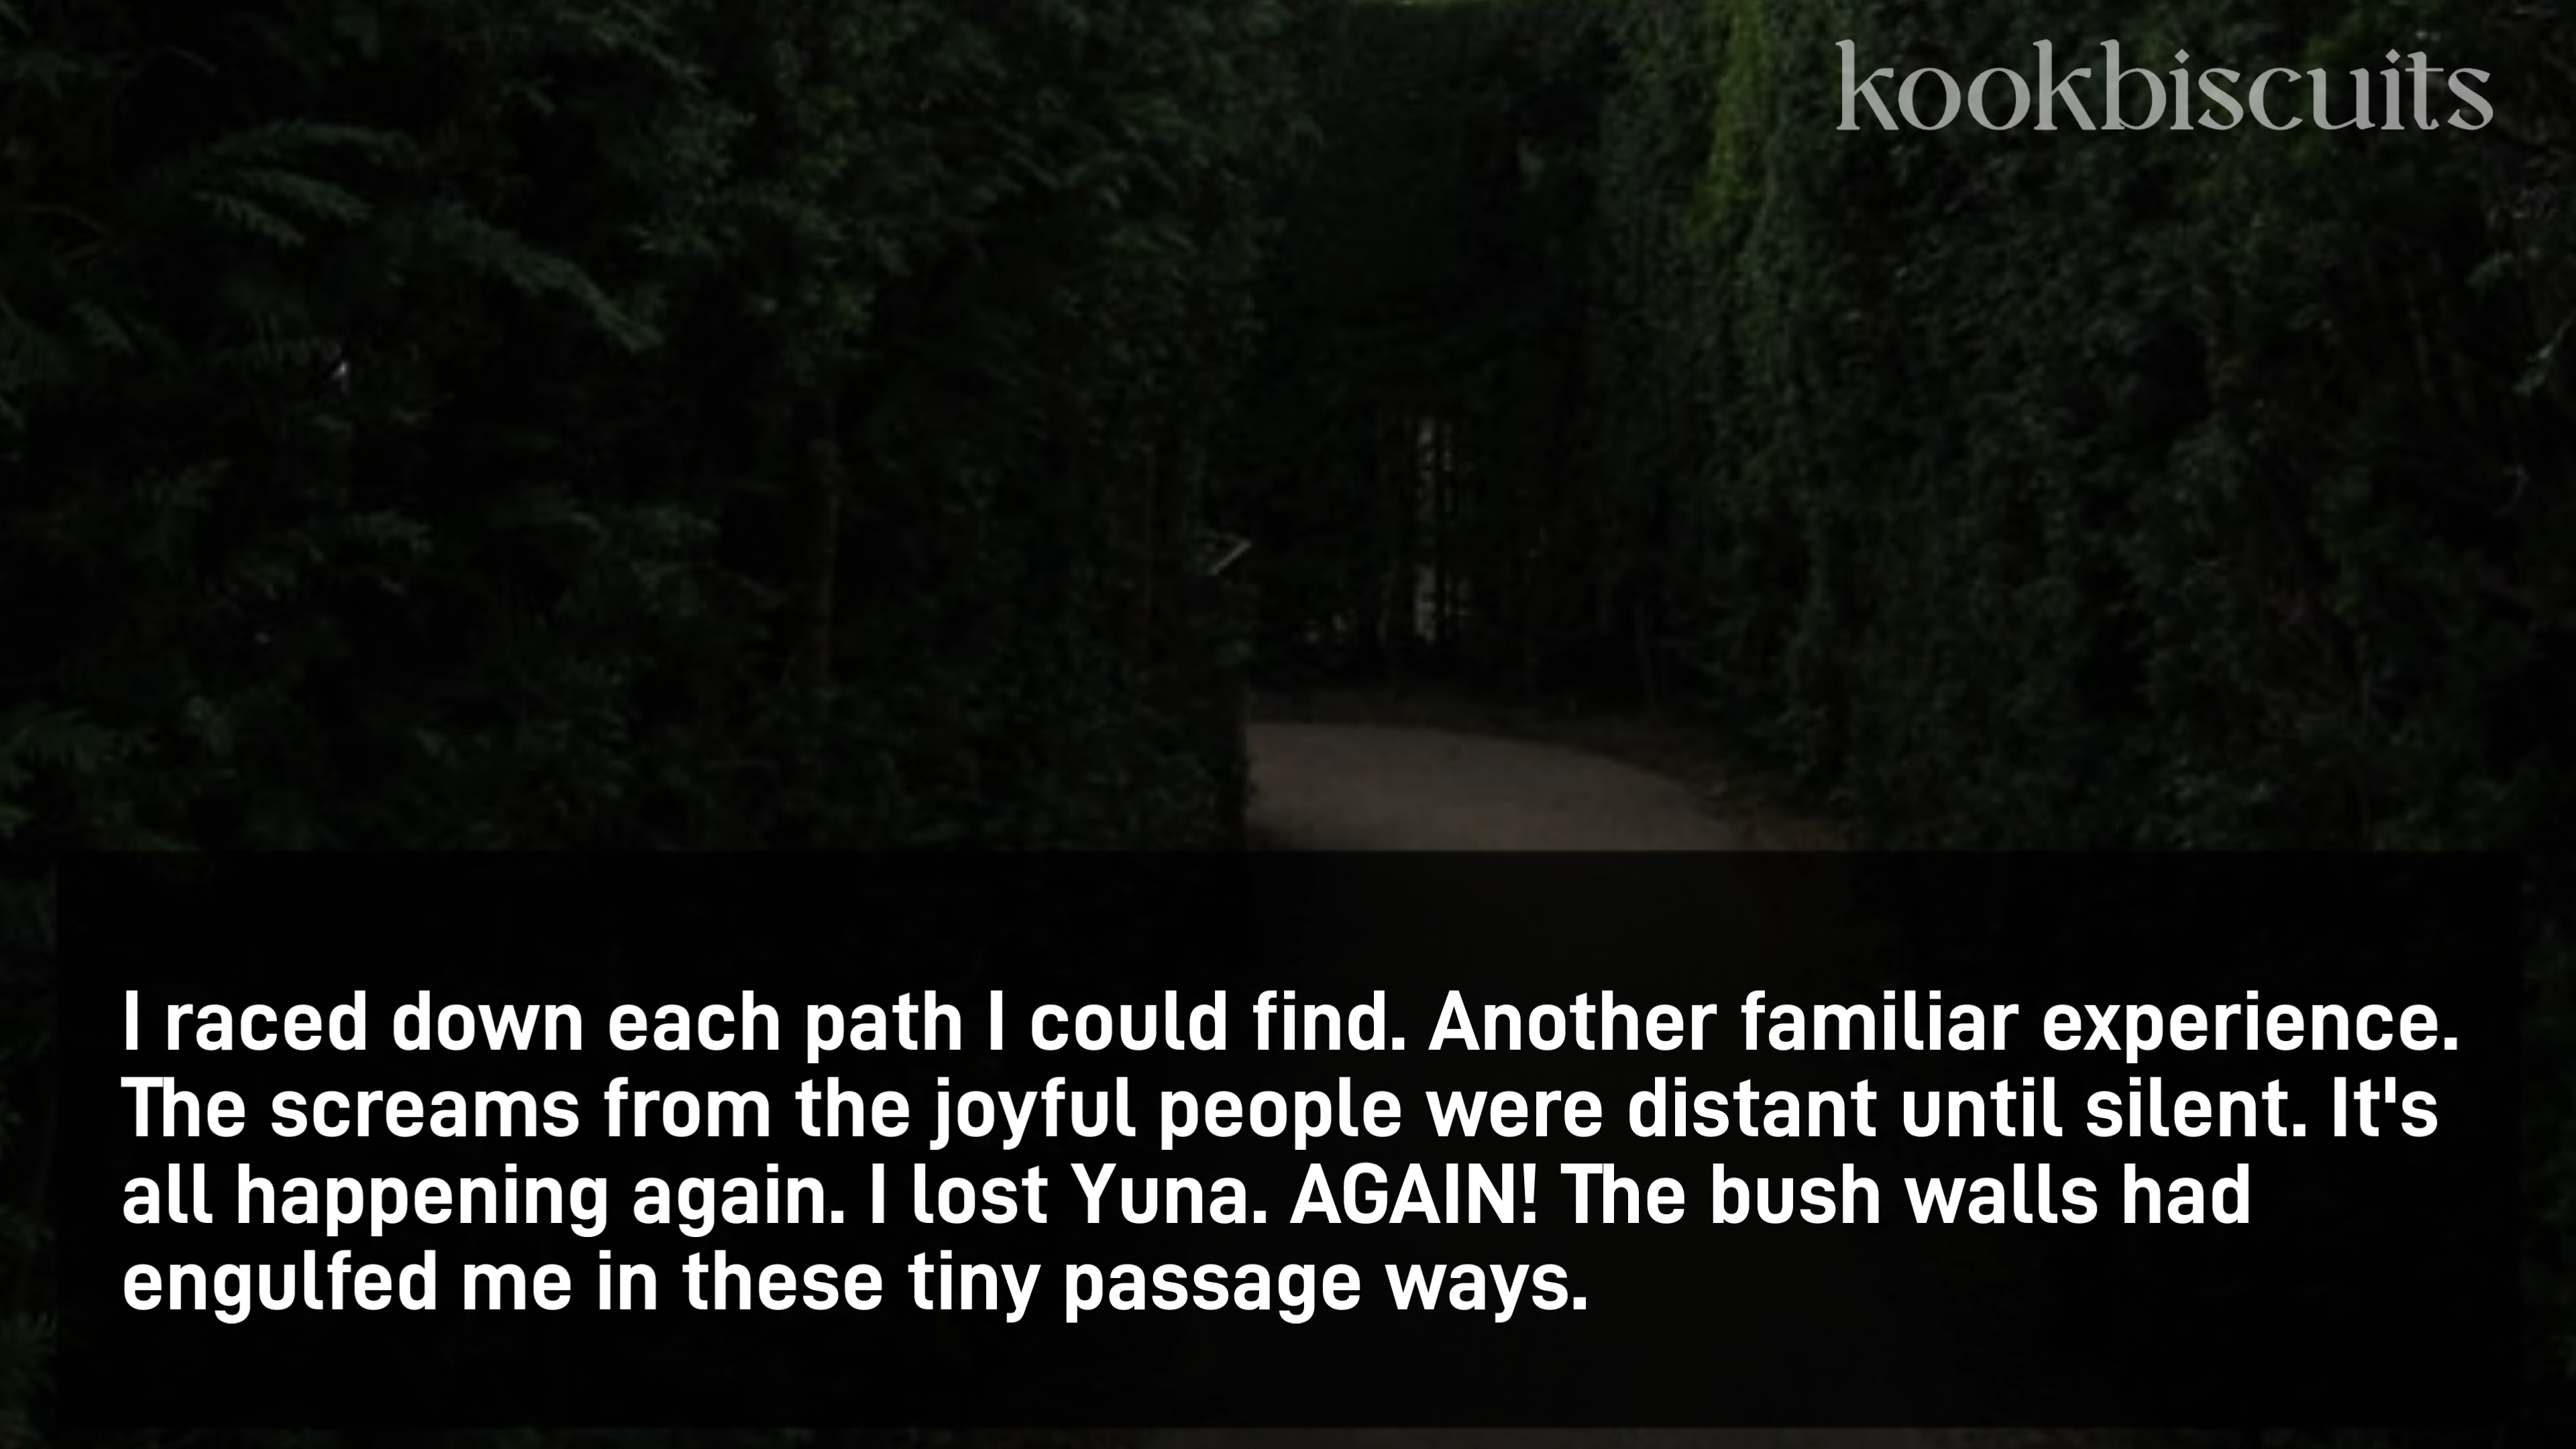 kookbiscuits
I raced down each path I could find. Another familiar experience.
The screams from the joyful people were distant until silent. It's
all happening again. I lost Yuna. AGAIN! The bush walls had
engulfed me in these tiny passage ways.